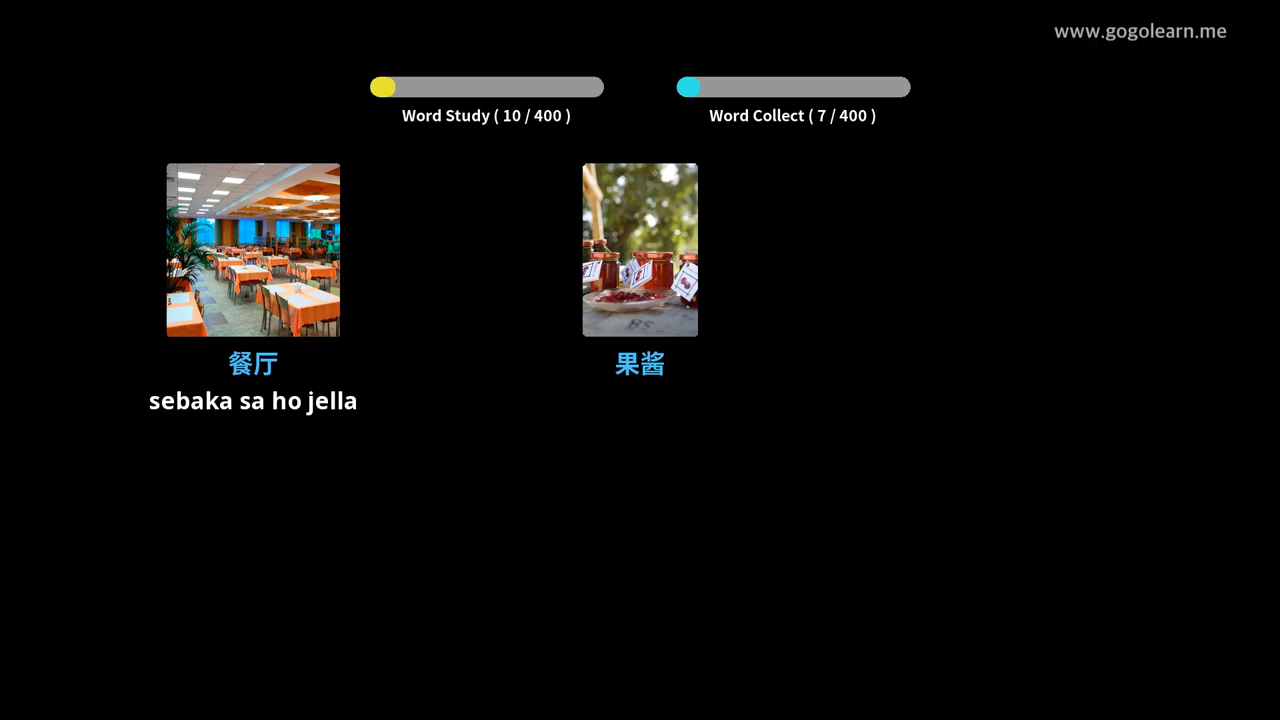 www.gogolearn.me
Word Study ( 10 / 400 )
Word Collect ( 7 / 400 )
餐厅
果酱
sebaka sa ho jella